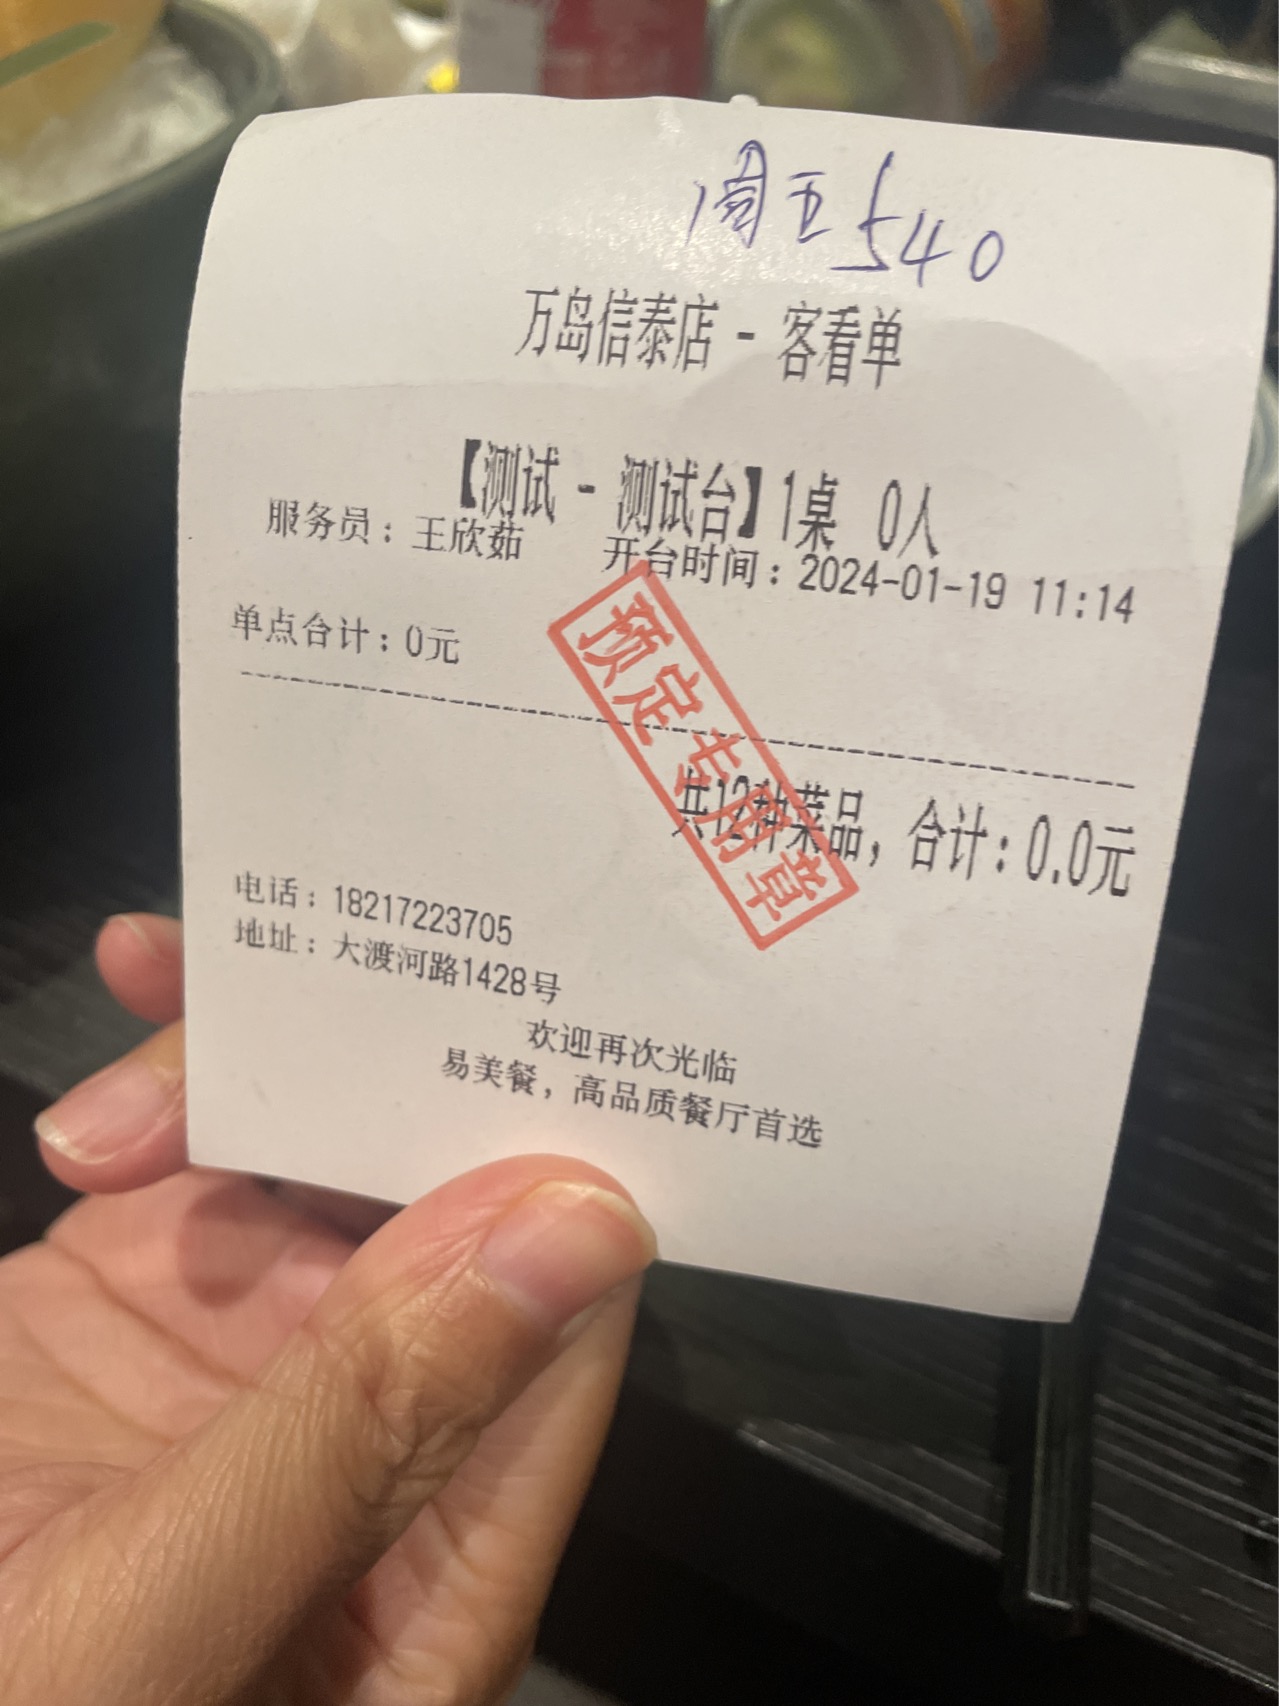 周五 540
万岛信泰店 - 客看单
【测试 - 测试台】1桌 0人
服务员：王欣茹 开台时间：2024-01-19 11:14
单点合计：0元
预定专用章
共12种菜品，合计：0.0元
电话：18217223705
地址：大渡河路1428号
欢迎再次光临
易美餐，高品质餐厅首选